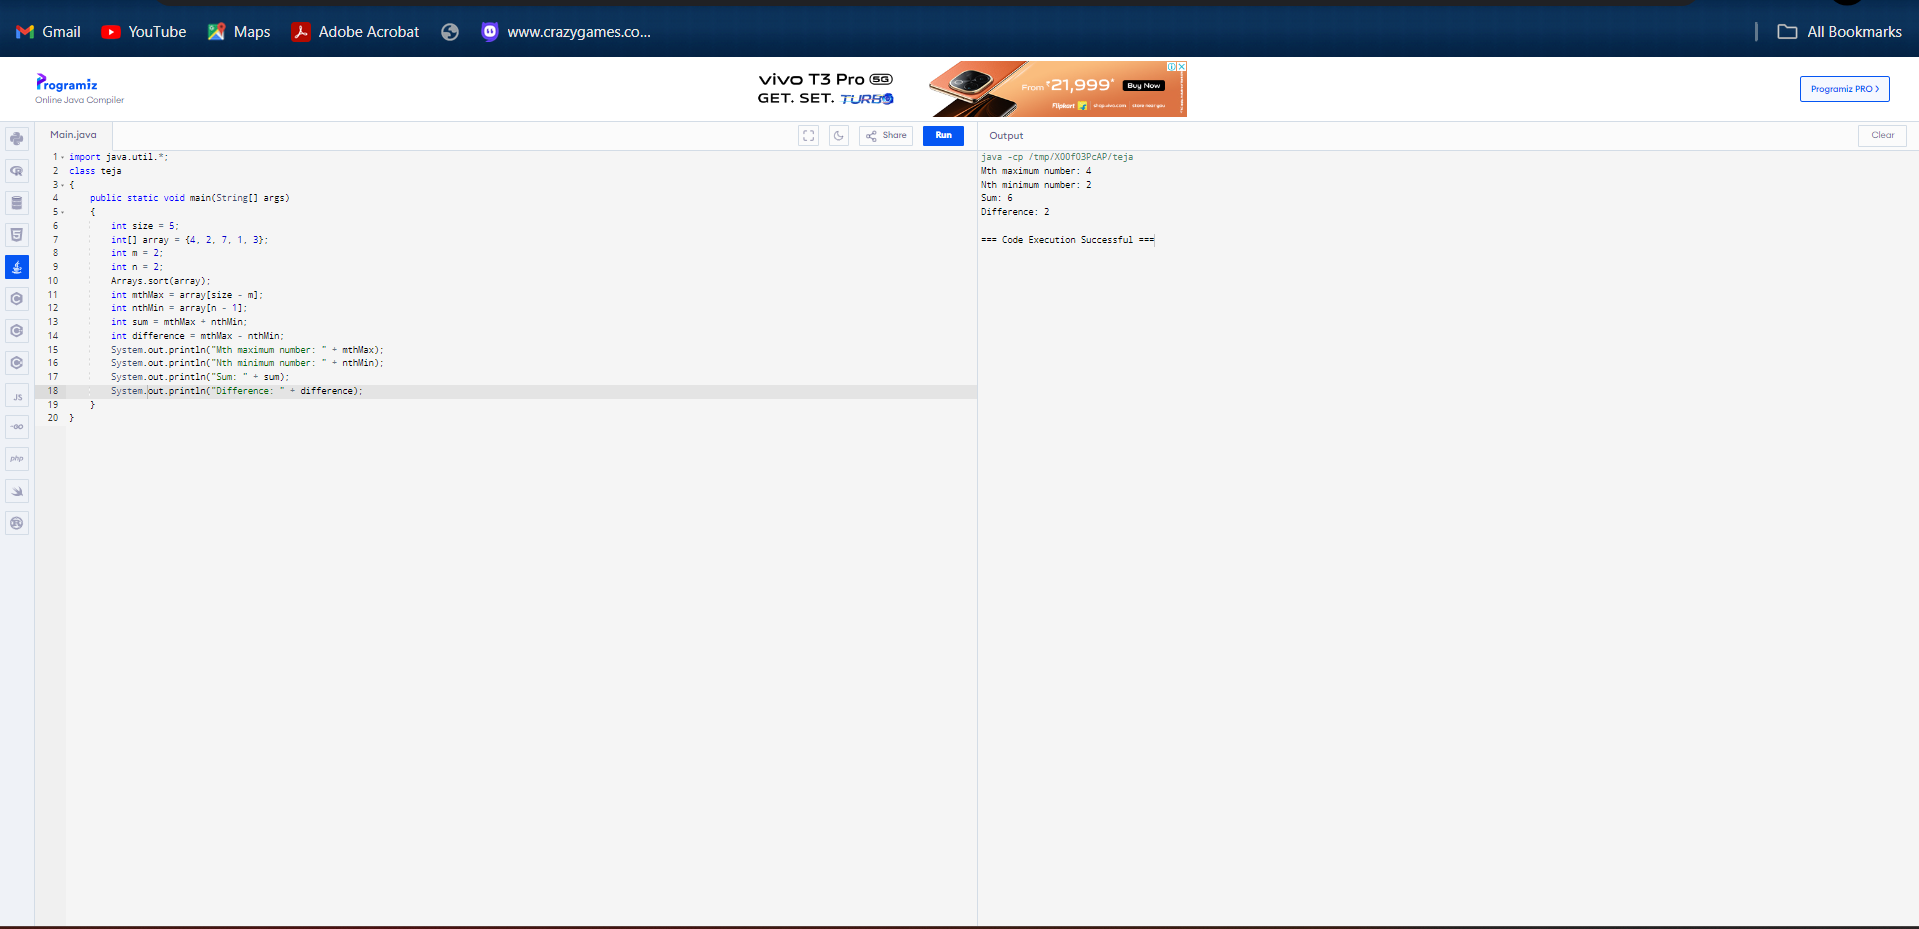 Gmail YouTube Maps Adobe Acrobat www.crazygames.co... All Bookmarks
Programiz
Online Java Compiler
vivo T3 Pro 5G
GET. SET. TURBO
From ₹21,999* Buy Now
Flipkart shop.vivo.com store near you
Programiz PRO >
Main.java Share Run
1 import java.util.*;
2 class teja
3 {
4 public static void main(String[] args)
5 {
6 int size = 5;
7 int[] array = {4, 2, 7, 1, 3};
8 int m = 2;
9 int n = 2;
10 Arrays.sort(array);
11 int mthMax = array[size - m];
12 int nthMin = array[n - 1];
13 int sum = mthMax + nthMin;
14 int difference = mthMax - nthMin;
15 System.out.println("Mth maximum number: " + mthMax);
16 System.out.println("Nth minimum number: " + nthMin);
17 System.out.println("Sum: " + sum);
18 System.out.println("Difference: " + difference);
19 }
20 }
JS
GO
php
Output Clear
java -cp /tmp/X00f03PcAP/teja
Mth maximum number: 4
Nth minimum number: 2
Sum: 6
Difference: 2
=== Code Execution Successful ===